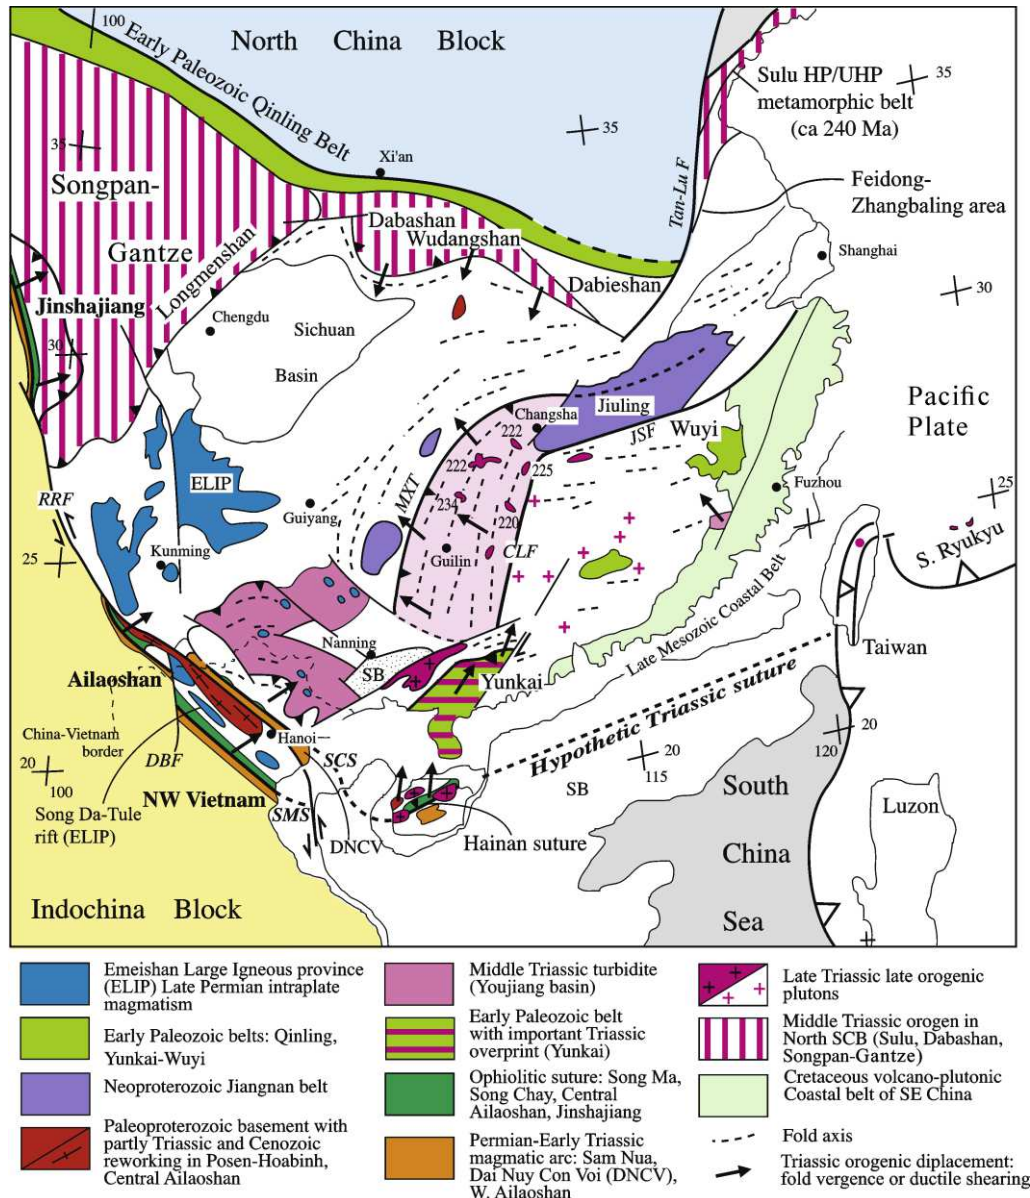 100
North China Block
Early Paleozoic Qinling Belt
Sulu HP/UHP
metamorphic belt
(ca 240 Ma)
35
35
35
Xi'an
Tan-Lu F
Songpan-
Gantze
Dabashan
Wudangshan
Feidong-
Zhangbaling area
Shanghai
Longmenshan
Dabieshan
Jinshajiang
Chengdu
Sichuan
Basin
30
30
Changsha
Jiuling
JSF
Wuyi
Pacific
Plate
222
222
225
MXT
234
220
ELIP
RRF
Guiyang
Fuzhou
25
S. Ryukyu
25
Kunming
Guilin
CLF
Nanning
SB
Late Mesozoic Coastal Belt
Taiwan
Ailaoshan
Yunkai
Hypothetic Triassic suture
China-Vietnam
border
Hanoi
DBF
SCS
20
100
20
115
20
120
SB
South
China
Sea
NW Vietnam
Song Da-Tule
rift (ELIP)
SMS
DNCV
Hainan suture
Luzon
Indochina Block
Emeishan Large Igneous province
(ELIP) Late Permian intraplate
magmatism
Early Paleozoic belts: Qinling,
Yunkai-Wuyi
Neoproterozoic Jiangnan belt
Paleoproterozoic basement with
partly Triassic and Cenozoic
reworking in Posen-Hoabinh,
Central Ailaoshan
Middle Triassic turbidite
(Youjiang basin)
Early Paleozoic belt
with important Triassic
overprint (Yunkai)
Ophiolitic suture: Song Ma,
Song Chay, Central
Ailaoshan, Jinshajiang
Permian-Early Triassic
magmatic arc: Sam Nua,
Dai Nuy Con Voi (DNCV),
W. Ailaoshan
Late Triassic late orogenic
plutons
Middle Triassic orogen in
North SCB (Sulu, Dabashan,
Songpan-Gantze)
Cretaceous volcano-plutonic
Coastal belt of SE China
Fold axis
Triassic orogenic diplacement:
fold vergence or ductile shearing